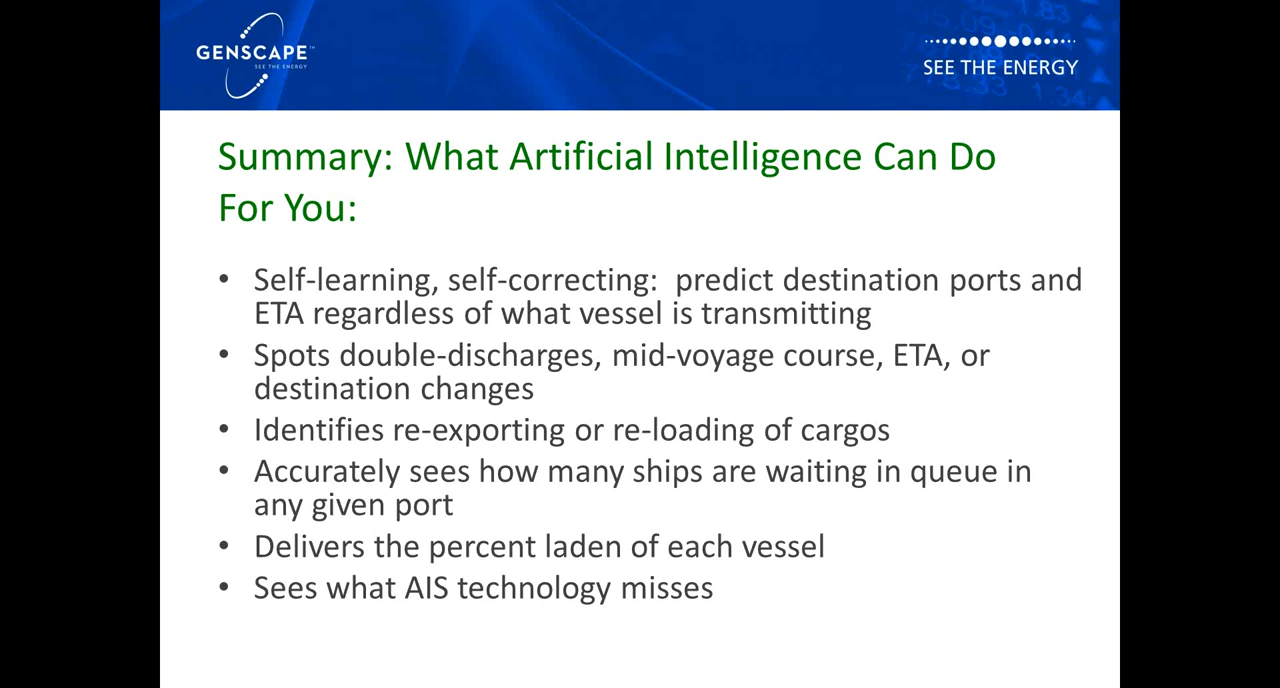 GENSCAPE™
SEE THE ENERGY
SEE THE ENERGY
Summary: What Artificial Intelligence Can Do
For You:
• Self-learning, self-correcting:  predict destination ports and
ETA regardless of what vessel is transmitting
• Spots double-discharges, mid-voyage course, ETA, or
destination changes
• Identifies re-exporting or re-loading of cargos
• Accurately sees how many ships are waiting in queue in
any given port
• Delivers the percent laden of each vessel
• Sees what AIS technology misses